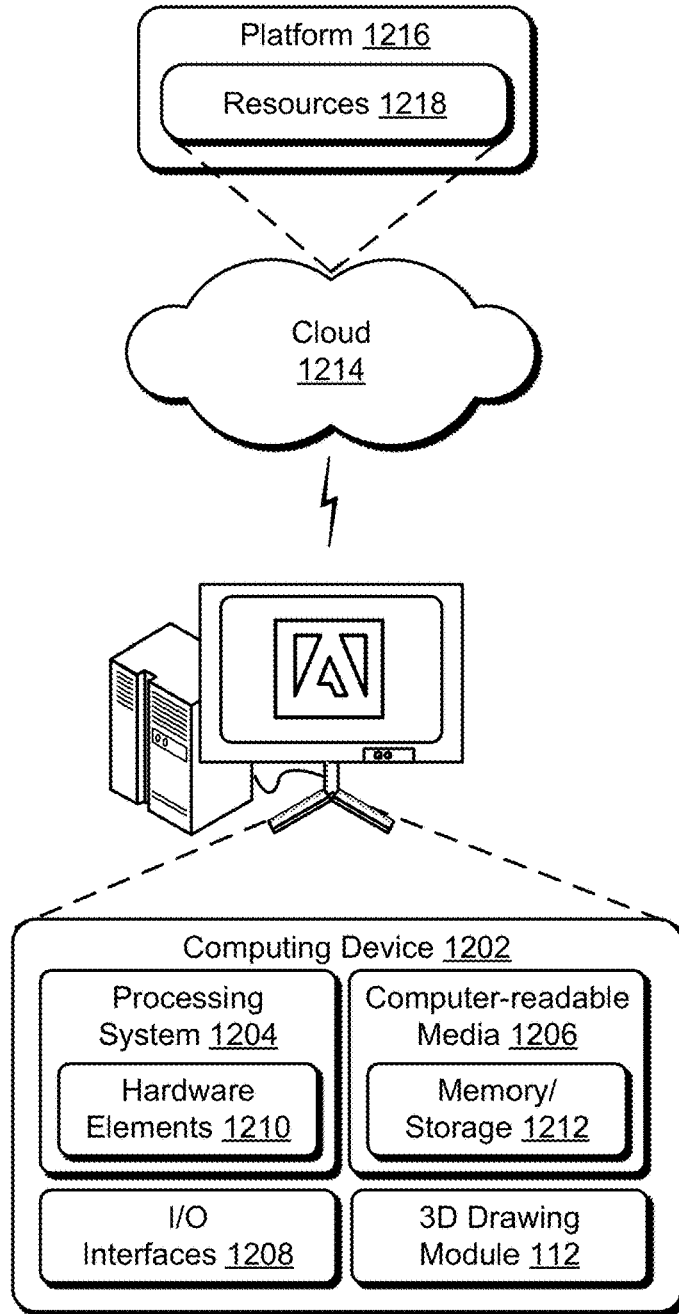 Platform 1216
Resources 1218
Cloud
1214
Computing Device 1202
Processing
System 1204
Hardware
Elements 1210
Computer-readable
Media 1206
Memory/
Storage 1212
I/O
Interfaces 1208
3D Drawing
Module 112